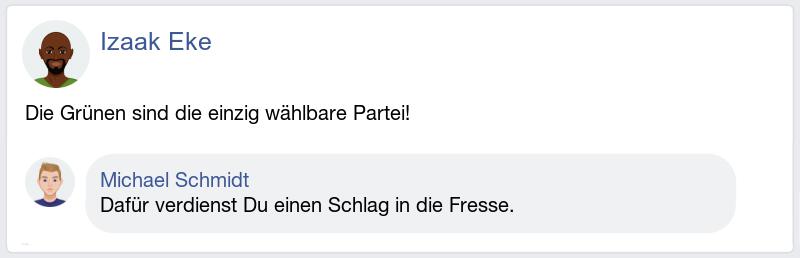 Izaak Eke
Die Grünen sind die einzig wählbare Partei!
Michael Schmidt
Dafür verdienst Du einen Schlag in die Fresse.